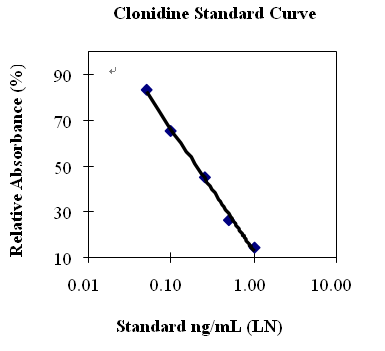 Clonidine Standard Curve
Relative Absorbance (%)
90
70
50
30
10
0.01 0.10 1.00 10.00
Standard ng/mL (LN)